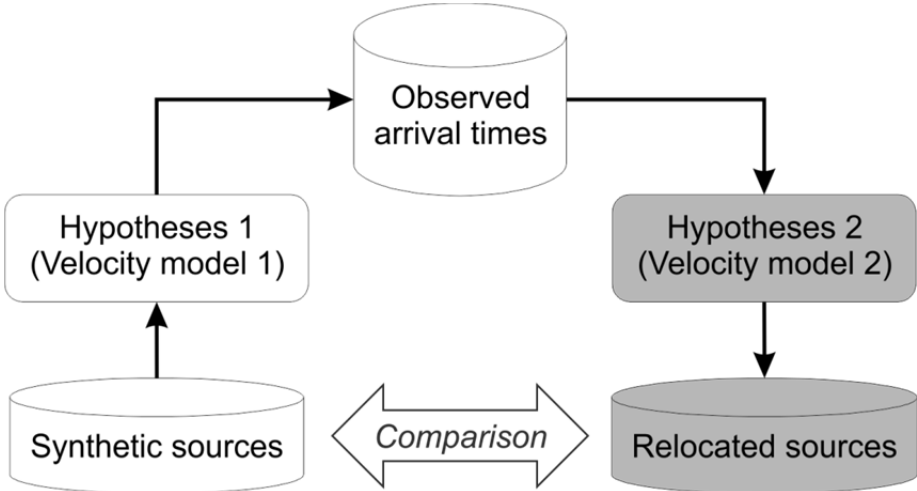 Observed
arrival times
Hypotheses 1
(Velocity model 1)
Hypotheses 2
(Velocity model 2)
Synthetic sources
Comparison
Relocated sources